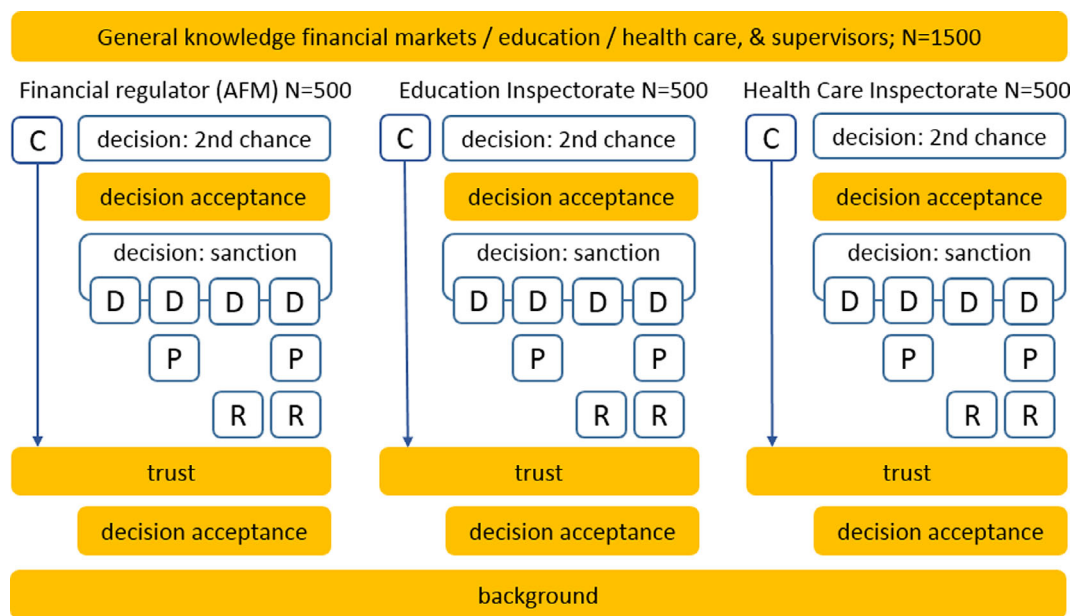 General knowledge financial markets / education / health care, & supervisors; N=1500
Financial regulator (AFM) N=500
Education Inspectorate N=500
Health Care Inspectorate N=500
C
decision: 2nd chance
C
decision: 2nd chance
C
decision: 2nd chance
decision acceptance
decision acceptance
decision acceptance
decision: sanction
decision: sanction
decision: sanction
D D D D
D D D D
D D D D
P P
P P
P P
R R
R R
R R
trust
trust
trust
decision acceptance
decision acceptance
decision acceptance
background